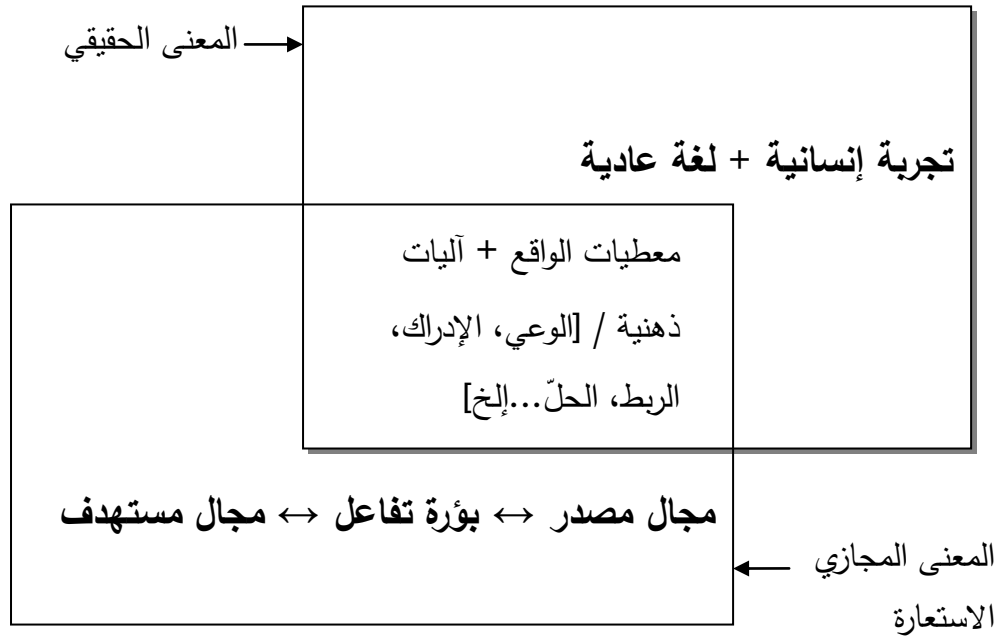 المعنى الحقيقي
تجربة إنسانية + لغة عادية
معطيات الواقع + آليات
ذهنية / [الوعي، الإدراك،
الربط، الحلّ...إلخ]
مجال مصدر ↔ بؤرة تفاعل ↔ مجال مستهدف
المعنى المجازي
الاستعارة